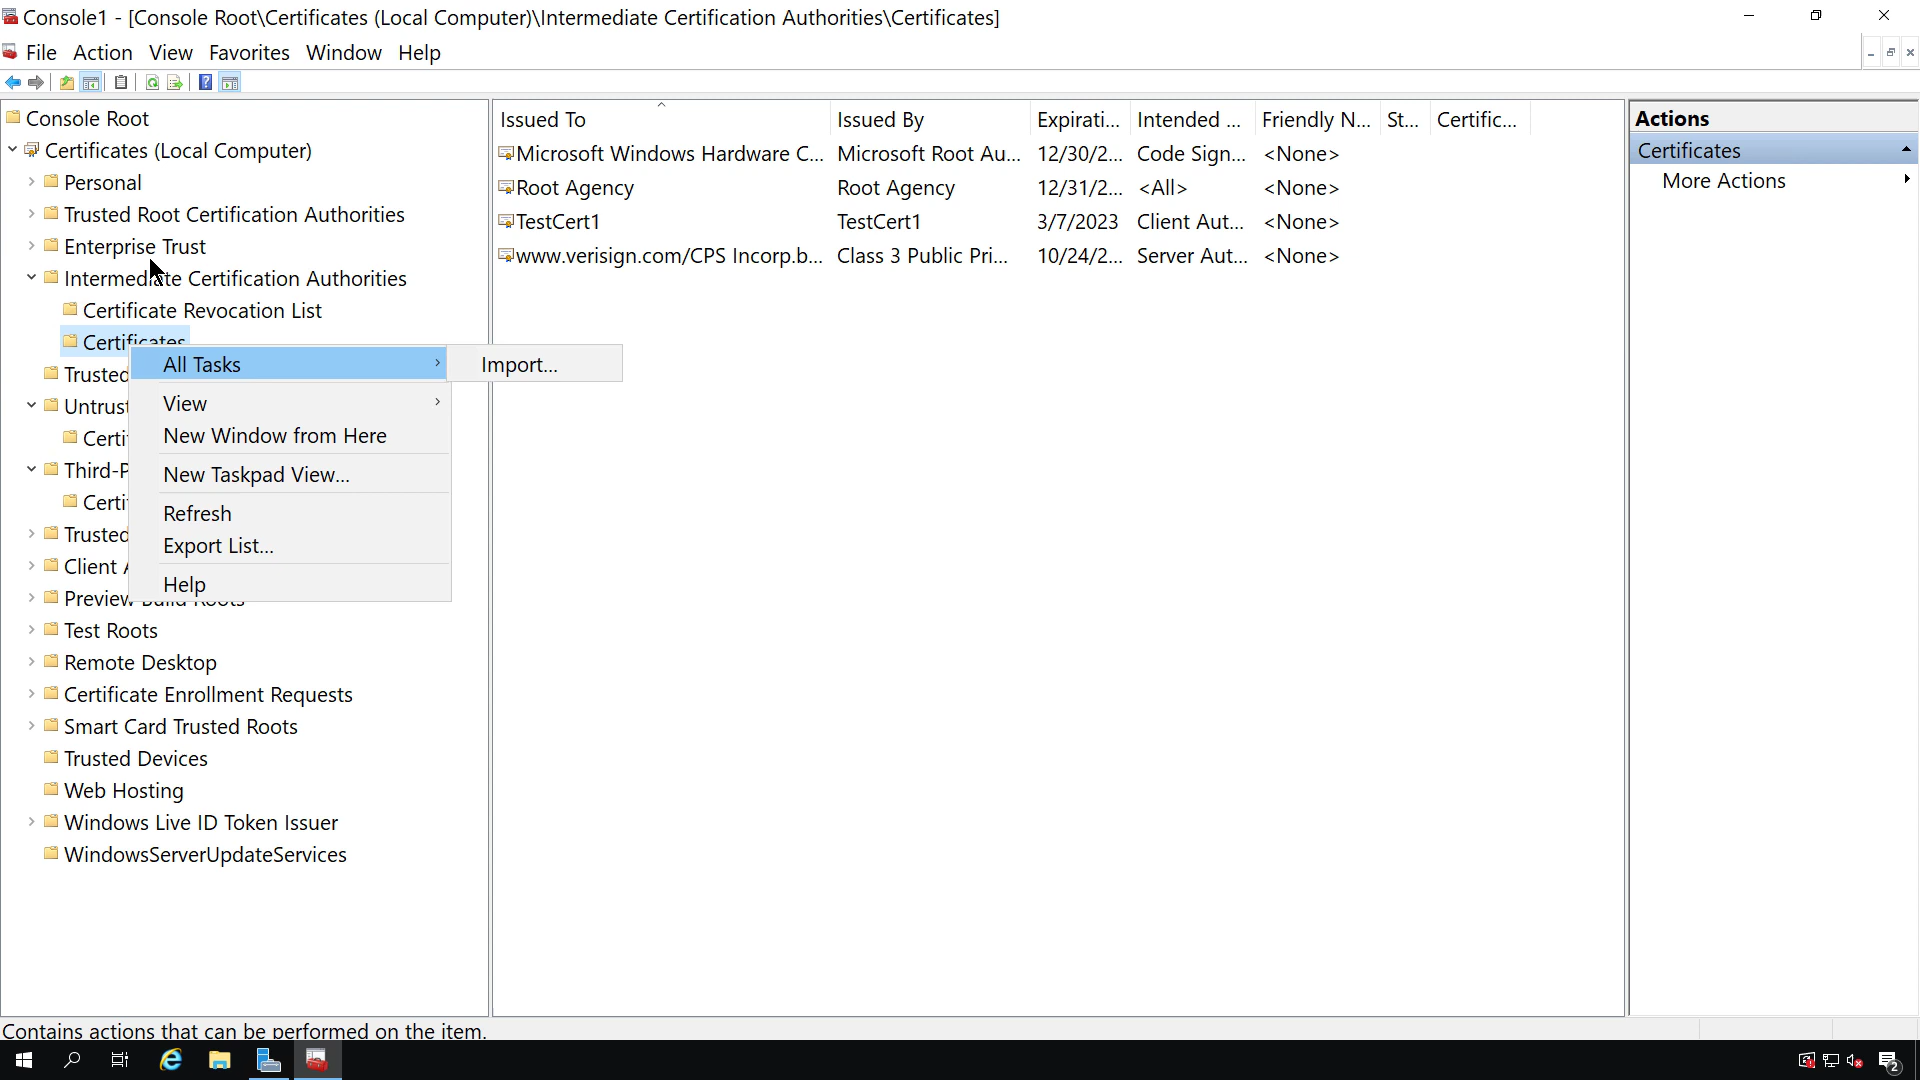 Console1 - [Console Root\Certificates (Local Computer)\Intermediate Certification Authorities\Certificates]
File Action View Favorites Window Help
Console Root
Certificates (Local Computer)
Personal
Trusted Root Certification Authorities
Enterprise Trust
Intermediate Certification Authorities
Certificate Revocation List
Certificates
Trusted
Untrust
Certi
Third-P
Certi
Trusted
Client
Preview Build Roots
Test Roots
Remote Desktop
Certificate Enrollment Requests
Smart Card Trusted Roots
Trusted Devices
Web Hosting
Windows Live ID Token Issuer
WindowsServerUpdateServices
All Tasks
View
New Window from Here
New Taskpad View...
Refresh
Export List...
Help
Import...
Issued To Issued By Expirati... Intended ... Friendly N... St... Certific...
Microsoft Windows Hardware C... Microsoft Root Au... 12/30/2... Code Sign... <None>
Root Agency Root Agency 12/31/2... <All> <None>
TestCert1 TestCert1 3/7/2023 Client Aut... <None>
www.verisign.com/CPS Incorp.b... Class 3 Public Pri... 10/24/2... Server Aut... <None>
Actions
Certificates
More Actions
Contains actions that can be performed on the item.
2